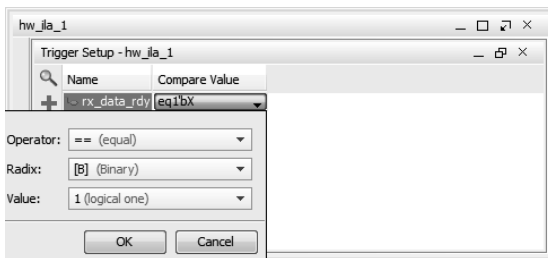 hw_ila_1
Trigger Setup - hw_ila_1
Name Compare Value
rx_data_rdy eq1'bX
Operator: == (equal)
Radix: [B] (Binary)
Value: 1 (logical one)
OK Cancel